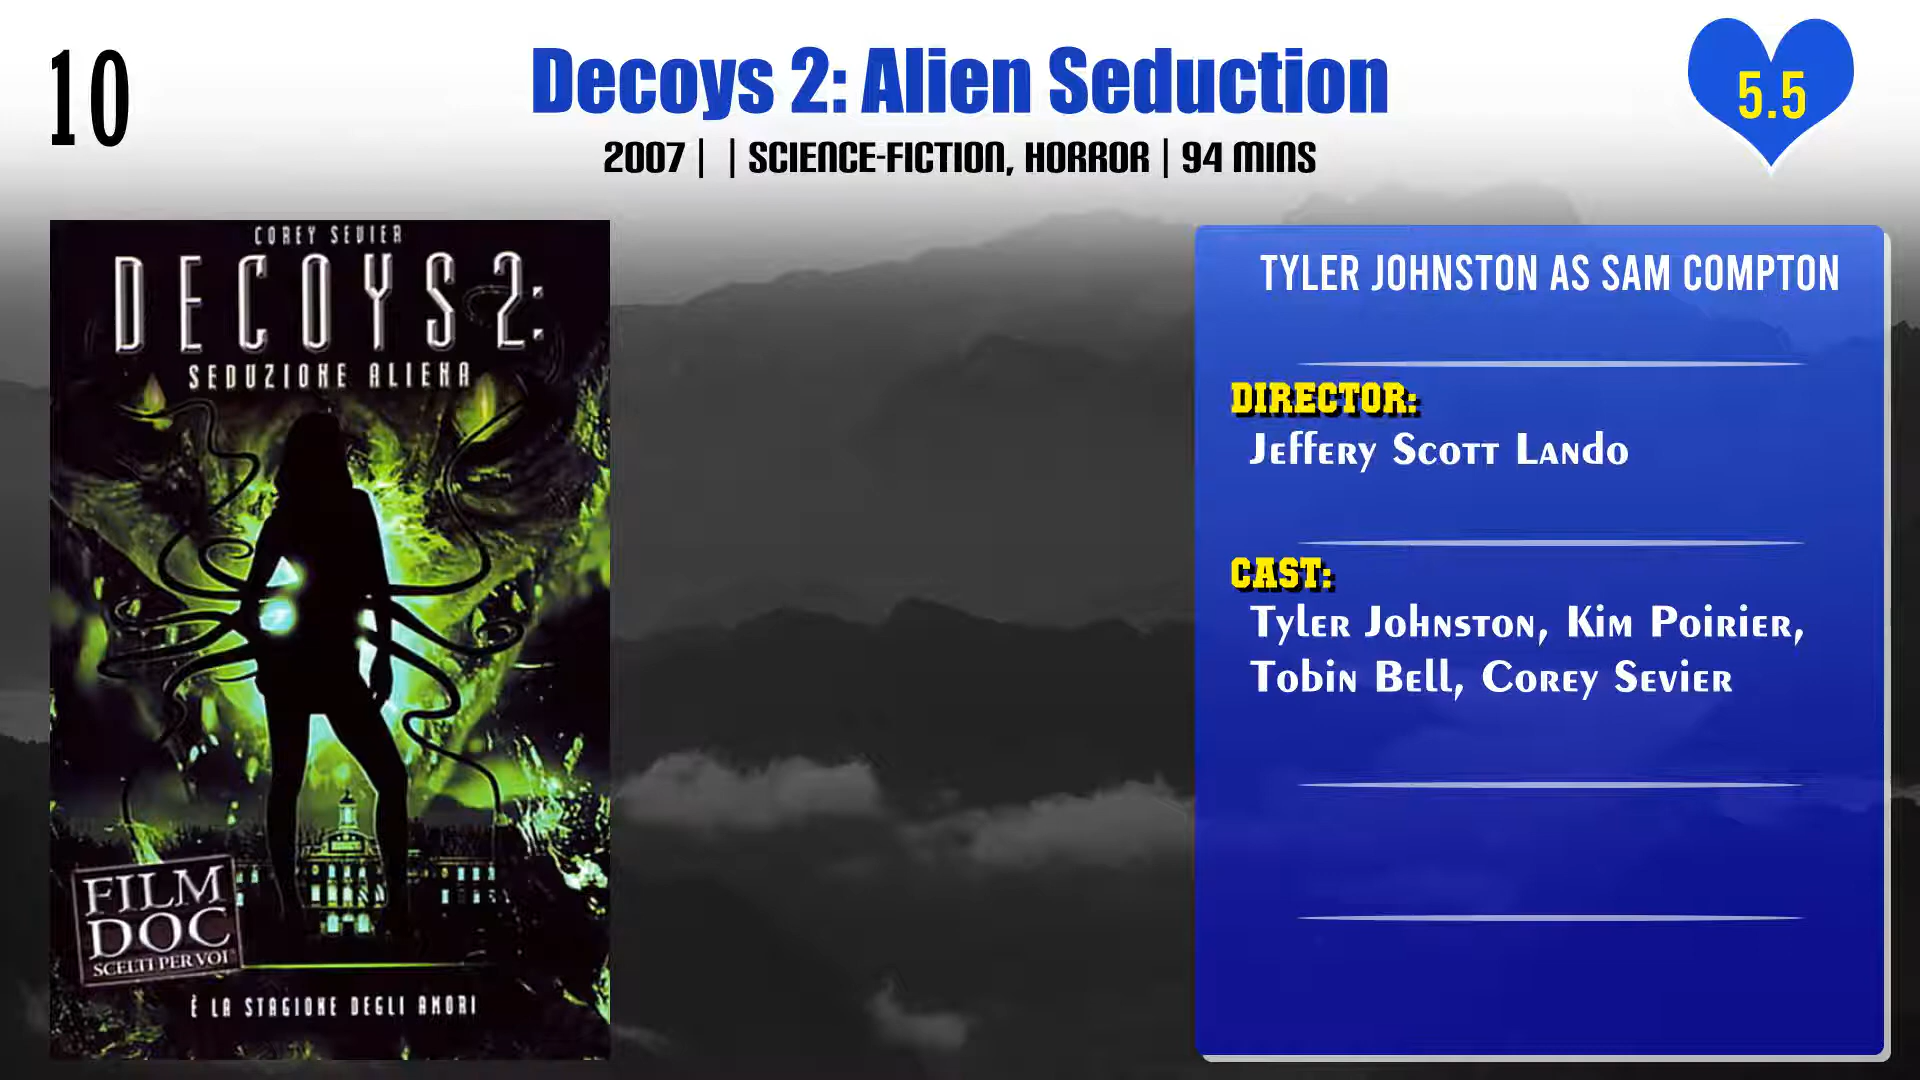 10
Decoys 2: Alien Seduction
5.5
2007 | | SCIENCE-FICTION, HORROR | 94 MINS
COREY SEVIER
DECOYS 2:
SEDUZIONE ALIENA
FILM
DOC
SCELTI PER VOI
È LA STAGIONE DEGLI AMORI
TYLER JOHNSTON AS SAM COMPTON
DIRECTOR:
Jeffery Scott Lando
CAST:
Tyler Johnston, Kim Poirier,
Tobin Bell, Corey Sevier